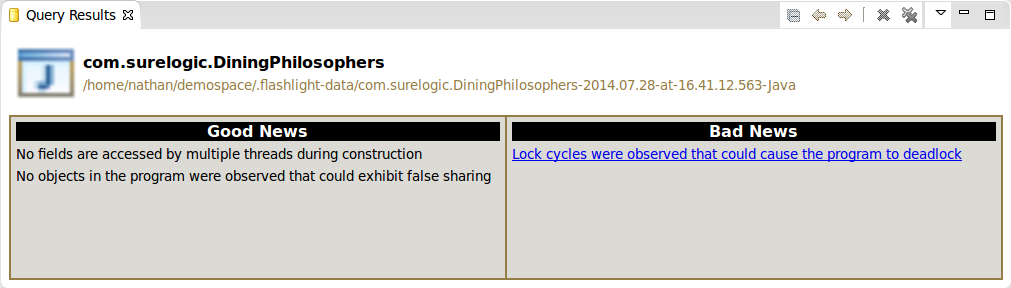 Query Results
com.surelogic.DiningPhilosophers
/home/nathan/demospace/.flashlight-data/com.surelogic.DiningPhilosophers-2014.07.28-at-16.41.12.563-Java
Good News
No fields are accessed by multiple threads during construction
No objects in the program were observed that could exhibit false sharing
Bad News
Lock cycles were observed that could cause the program to deadlock